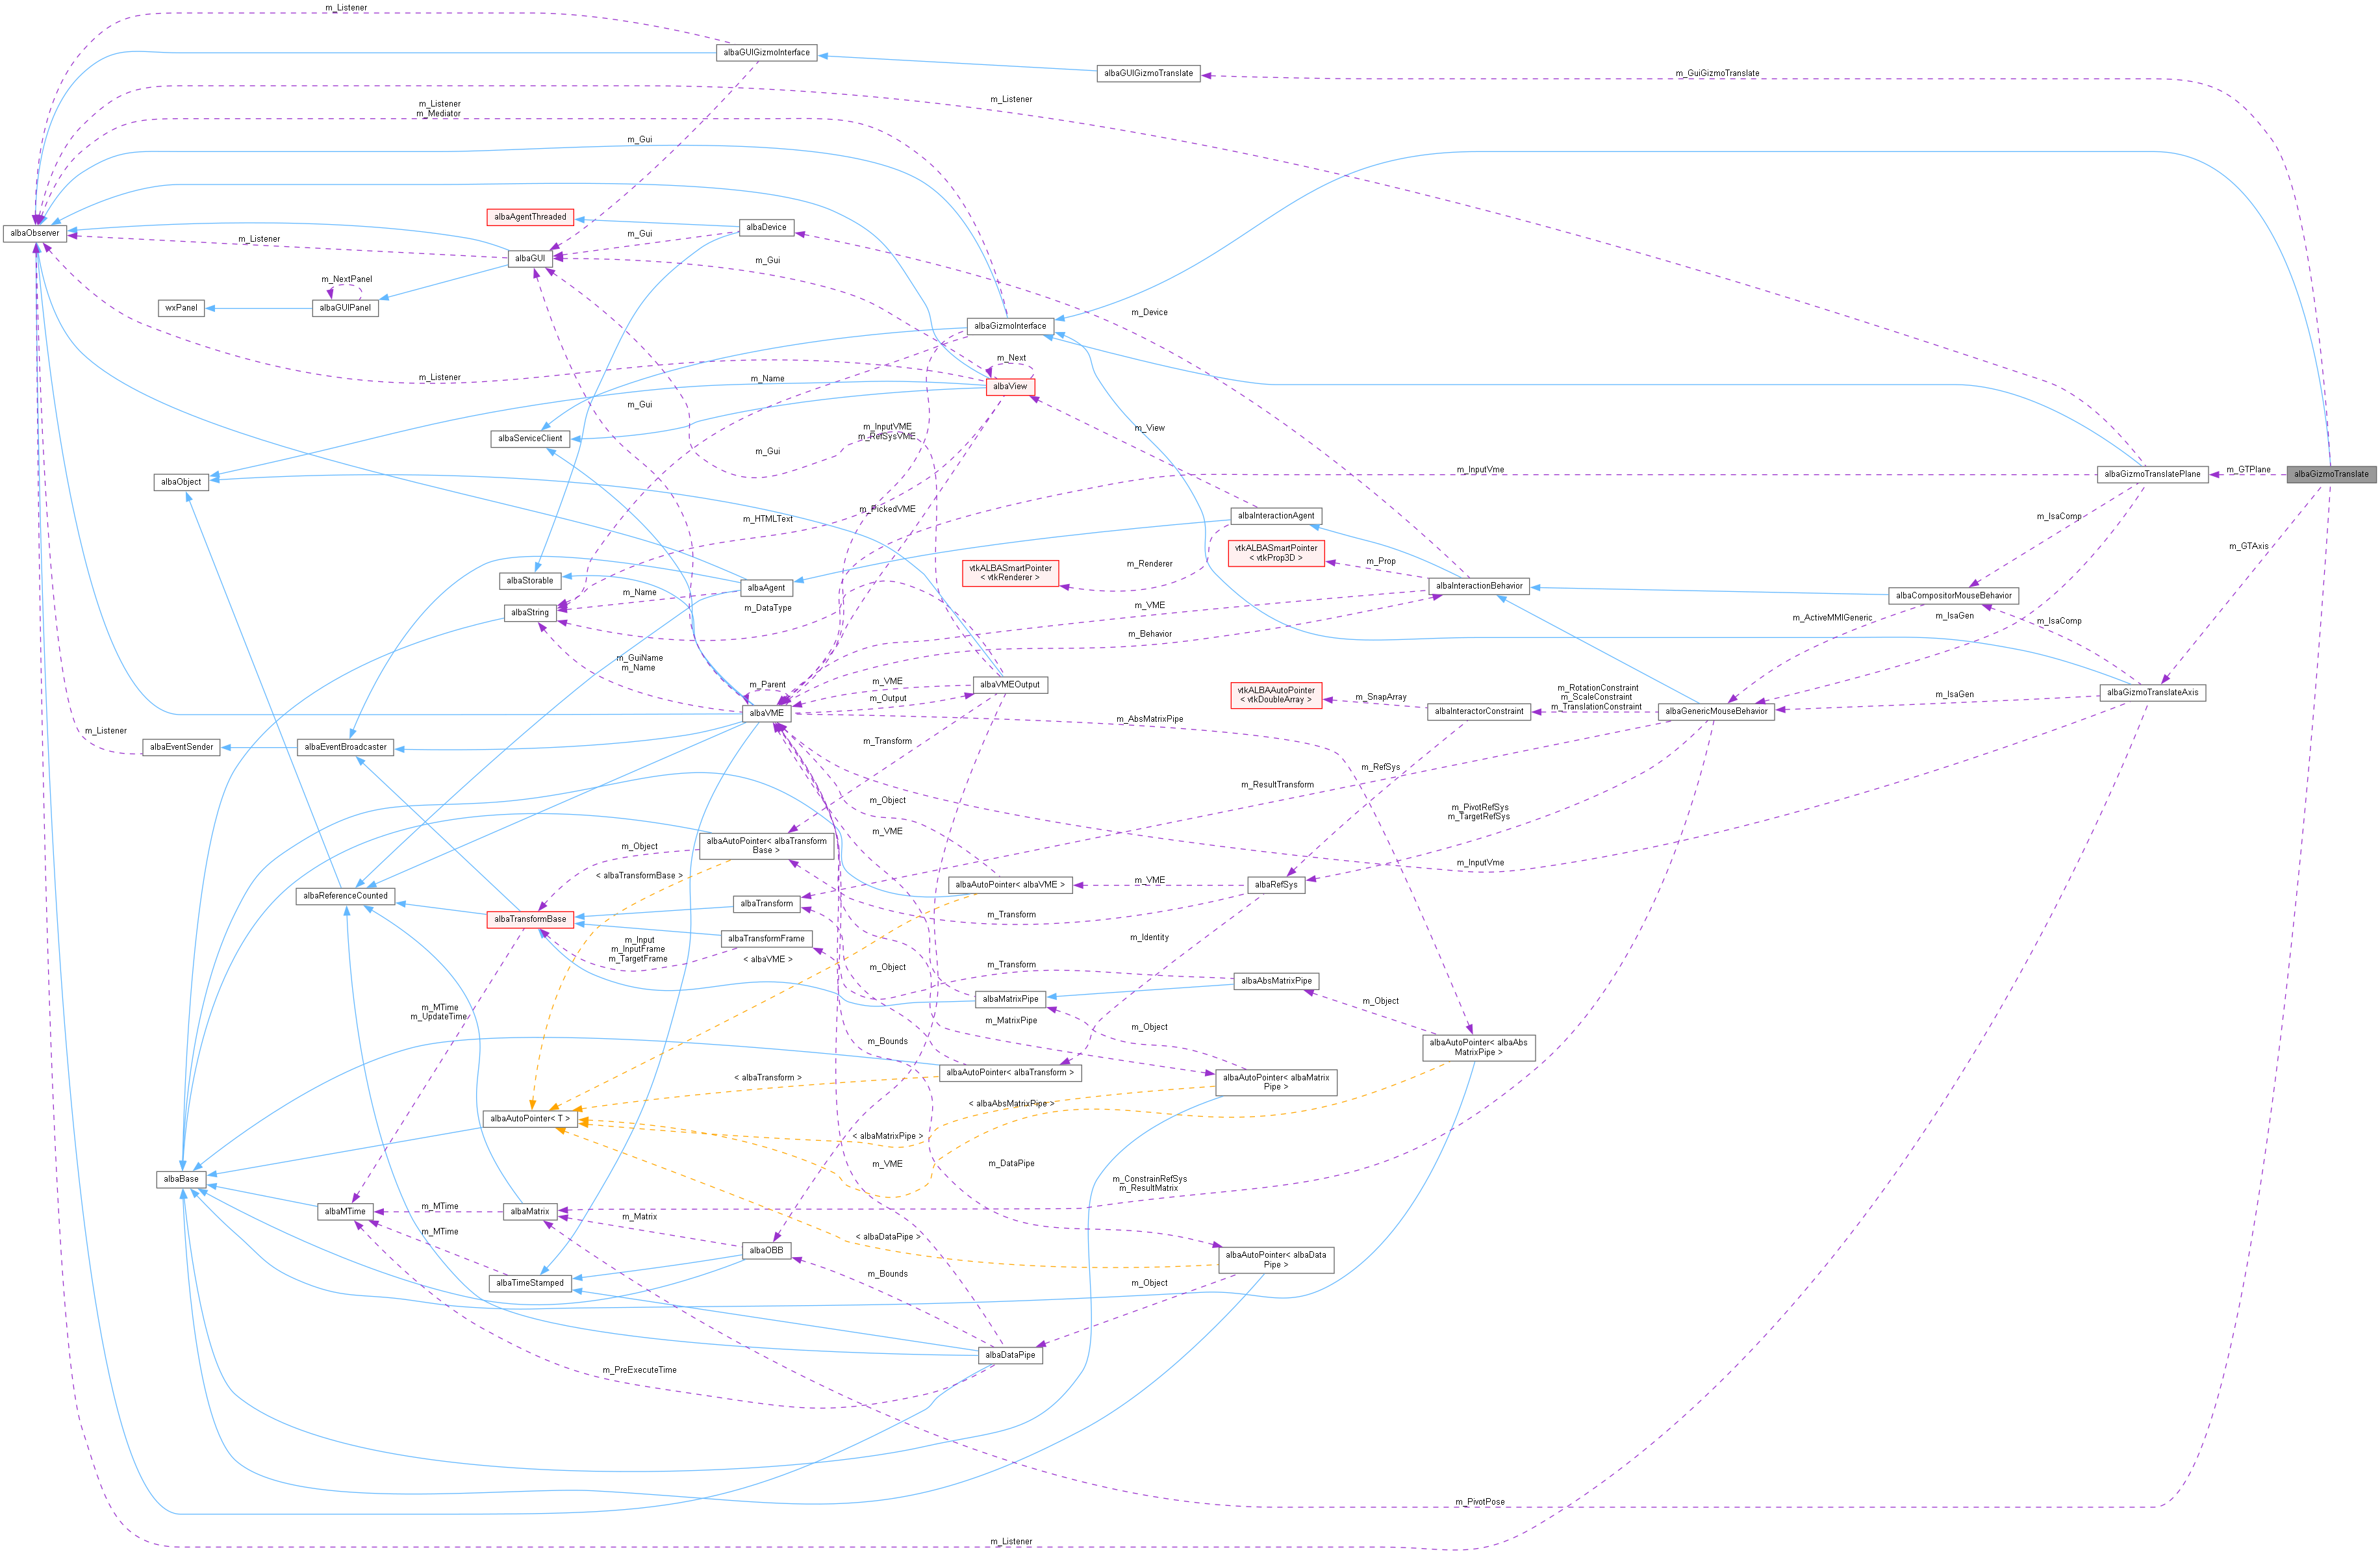 m_Listener
albaGUIGizmoInterface
albaGUIGizmoTranslate
m_GuiGizmoTranslate
m_Listener
m_Mediator
m_Listener
m_Gui
albaAgentThreaded
albaDevice
albaObserver
m_Listener
m_Gui
albaGUI
m_Gui
m_NextPanel
wxPanel
albaGUIPanel
m_Device
albaGizmoInterface
m_Next
m_Listener
m_Name
albaView
m_Gui
m_InputVME
m_RefSysVME
m_View
albaServiceClient
m_Gui
m_InputVme
albaGizmoTranslatePlane
m_GTPlane
albaGizmoTranslate
albaObject
m_HTMLText
m_PickedVME
albaInteractionAgent
m_IsaComp
vtkALBASmartPointer
< vtkProp3D >
m_GTAxis
m_Renderer
m_Prop
vtkALBASmartPointer
< vtkRenderer >
albaStorable
albaAgent
albaInteractionBehavior
albaCompositorMouseBehavior
m_Name
albaString
m_DataType
m_VME
m_ActiveMMIGeneric
m_IsaGen
m_IsaComp
m_Behavior
m_GuiName
m_Name
m_Parent
m_VME
albaVMEOutput
m_Output
vtkALBAAutoPointer
< vtkDoubleArray >
m_SnapArray
m_RotationConstraint
m_ScaleConstraint
m_TranslationConstraint
m_IsaGen
albaGizmoTranslateAxis
albaVME
albaInteractorConstraint
albaGenericMouseBehavior
m_AbsMatrixPipe
m_Listener
albaEventSender
albaEventBroadcaster
m_Transform
m_RefSys
m_ResultTransform
m_Object
m_PivotRefSys
m_TargetRefSys
m_VME
albaAutoPointer< albaTransform
Base >
m_Object
m_InputVme
< albaTransformBase >
albaAutoPointer< albaVME >
m_VME
albaRefSys
albaReferenceCounted
albaTransform
albaTransformBase
m_Transform
albaTransformFrame
m_Input
m_InputFrame
m_TargetFrame
m_Identity
< albaVME >
m_Object
m_Transform
albaAbsMatrixPipe
albaMatrixPipe
m_Object
m_MTime
m_UpdateTime
m_MatrixPipe
m_Object
m_Bounds
albaAutoPointer< albaAbs
MatrixPipe >
< albaTransform >
albaAutoPointer< albaTransform >
albaAutoPointer< albaMatrix
Pipe >
< albaAbsMatrixPipe >
albaAutoPointer< T >
< albaMatrixPipe >
m_VME
m_DataPipe
albaBase
m_ConstrainRefSys
m_ResultMatrix
m_MTime
albaMTime
albaMatrix
m_Matrix
m_MTime
< albaDataPipe >
albaOBB
albaAutoPointer< albaData
Pipe >
albaTimeStamped
m_Bounds
m_Object
albaDataPipe
m_PreExecuteTime
m_PivotPose
m_Listener